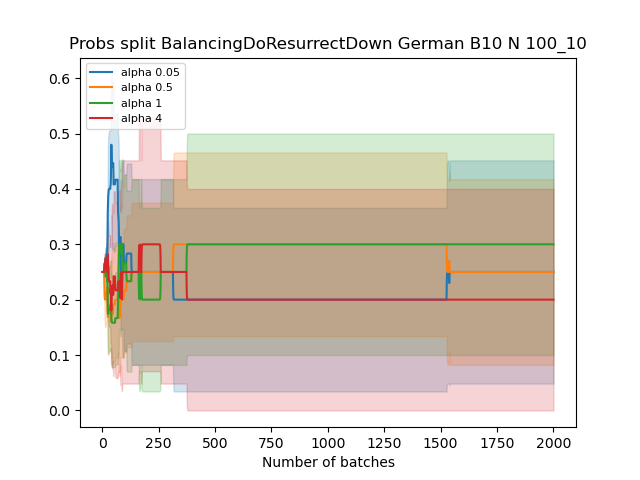 Probs split BalancingDoResurrectDown German B10 N 100_10
alpha 0.05
alpha 0.5
alpha 1
alpha 4
0.6
0.5
0.4
0.3
0.2
0.1
0.0
0 250 500 750 1000 1250 1500 1750 2000
Number of batches